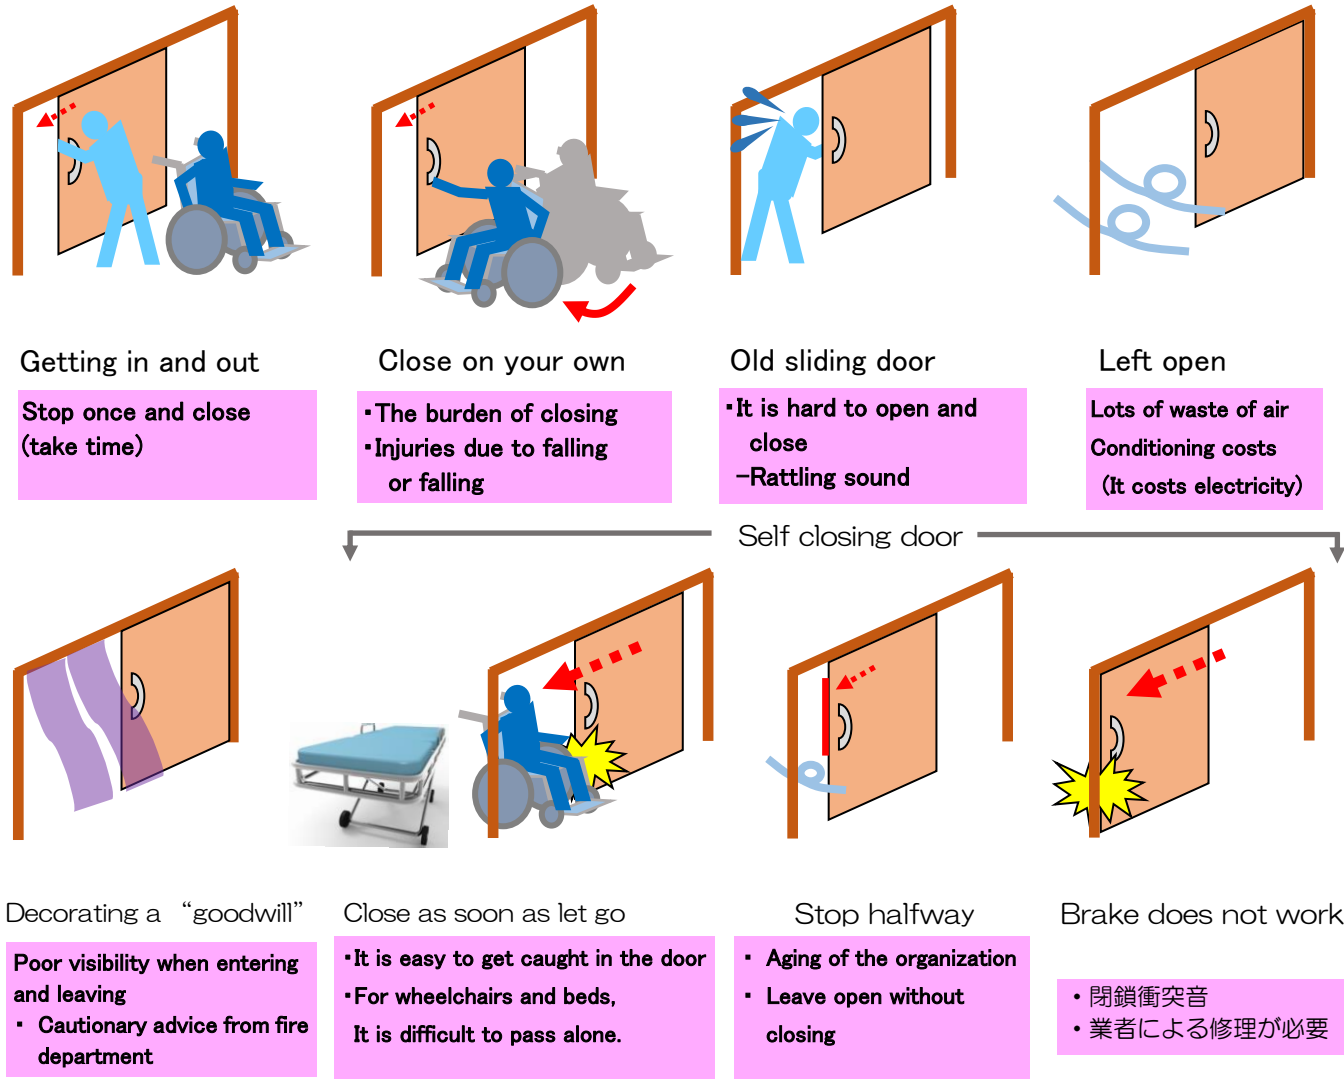 Getting in and out
Stop once and close
(take time)
Close on your own
・The burden of closing
・Injuries due to falling
or falling
Old sliding door
・It is hard to open and
close
−Rattling sound
Left open
Lots of waste of air
Conditioning costs
(It costs electricity)
Self closing door
Decorating a “goodwill”
Poor visibility when entering
and leaving
・ Cautionary advice from fire
department
Close as soon as let go
・It is easy to get caught in the door
・For wheelchairs and beds,
It is difficult to pass alone.
Stop halfway
・ Aging of the organization
・ Leave open without
closing
Brake does not work
・閉鎖衝突音
・業者による修理が必要